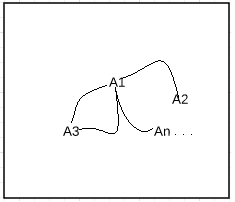 A1
A2
A3 An . . .